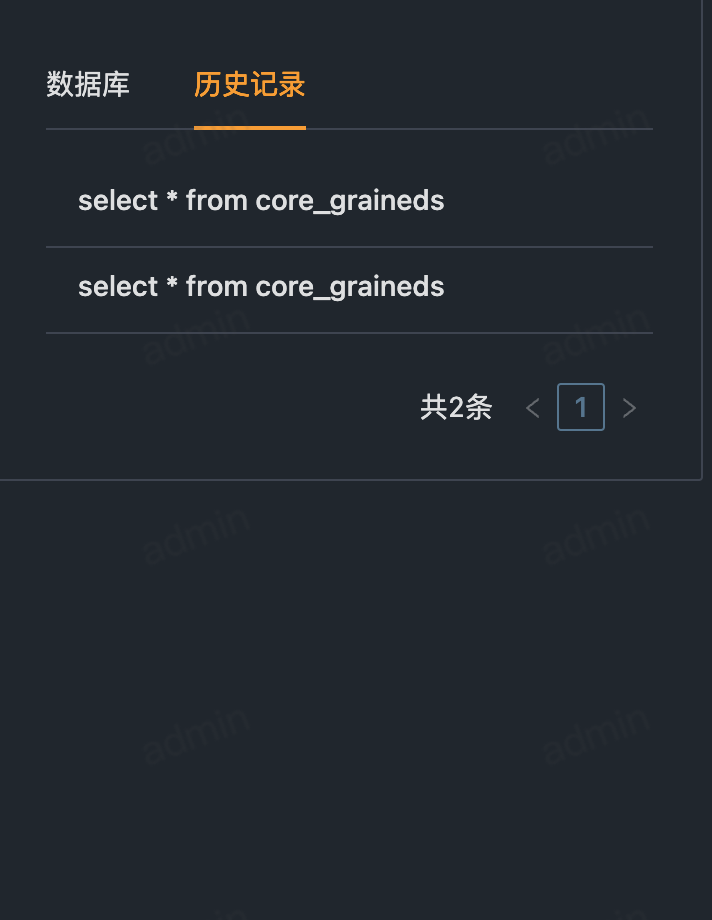 数据库 历史记录
select * from core_graineds
select * from core_graineds
共2条 < 1 >
admin admin
admin admin
admin admin
admin admin